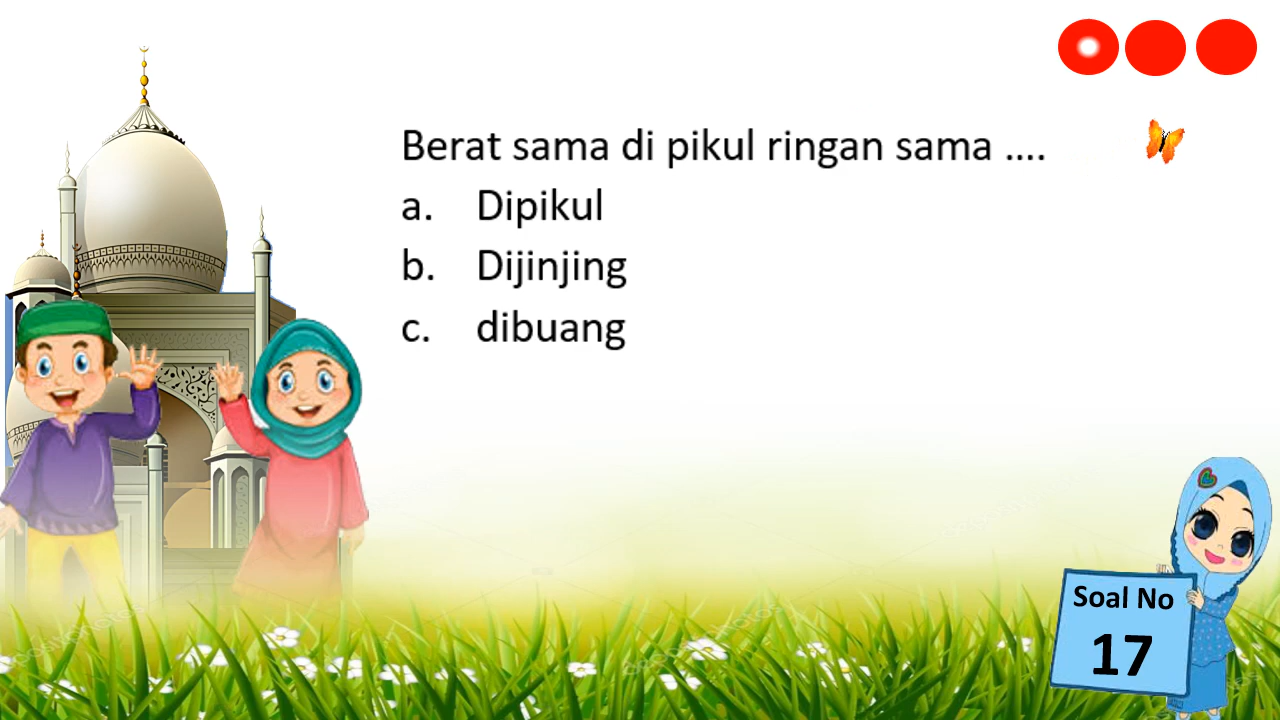 Berat sama di pikul ringan sama ....
a. Dipikul
b. Dijinjing
c. dibuang
Soal No
17